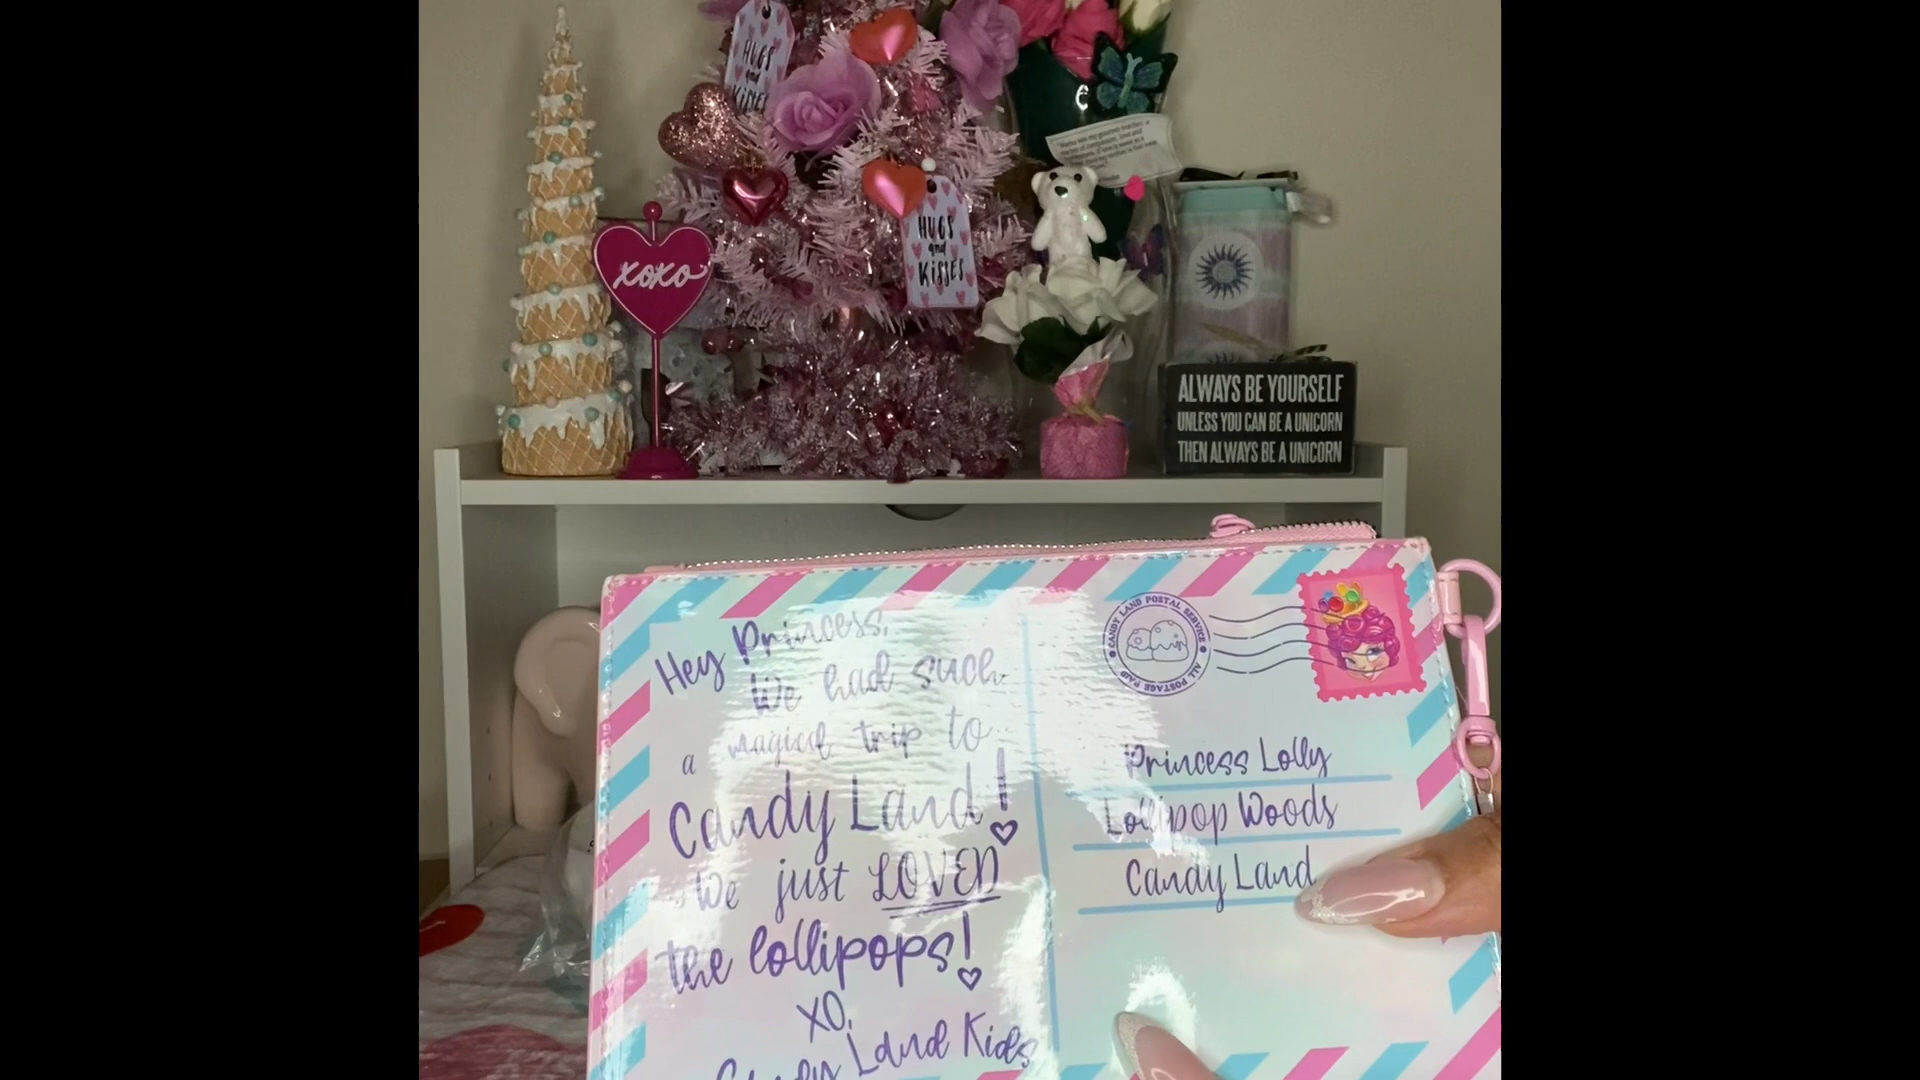 HUGS
and
KISSES
xoxo
HUGS
and
KISSES
ALWAYS BE YOURSELF
UNLESS YOU CAN BE A UNICORN
THEN ALWAYS BE A UNICORN
Hey Princess,
We had such
a magical trip to
Candy Land!
We just LOVED
the lollipops!
XO,
Candy Land Kids
CANDY LAND POSTAL SERVICE
ALL POSTAGE PAID
Princess Lolly
Lollipop Woods
Candy Land